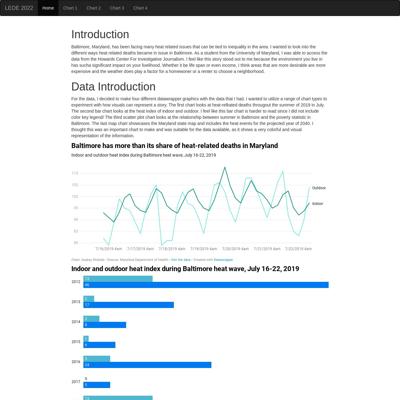 LEDE 2022 Home Chart 1 Chart 2 Chart 3 Chart 4
Introduction
Baltimore, Maryland, has been facing many heat related issues that can be tied to inequality in the area. I wanted to look into the
different ways heat related deaths became in issue in Baltimore. As a student from the University of Maryland, I was able to access the
data from the Howards Center For Investigative Journalism. I feel like this story stood out to me because the environment you live in
has sucha significant impact on your livelihood. Whether it be life span or even income, I think areas that are more desirable are more
expensive and the weather does play a factor for a homeowner or a renter to choose a neighborhood.
Data Introduction
For the data, I decided to make four different datawrapper graphics with the data that I had. I wanted to utilize a range of chart types to
experiment with how visuals can represent a story. The first chart looks at heat-reltaded deaths througout the summer of 2019 in July.
The second bar chart looks at the heat index of indoor and outdoor. I feel like this bar chart is harder to read since I did not include
color key legend! The third scatter plot chart looks at the relationship between summer in Baltimore and the poverty statistic in
Baltimore. The last map chart showcases the Maryland state map and includes the heat events for the projected year of 2040. I
thought this was an important chart to make and was suitable for the data available, as it shows a very colorful and visual
representation of the information.
Baltimore has more than its share of heat-related deaths in Maryland
Indoor and outdoor heat index during Baltimore heat wave, July 16-22, 2019
115
110
105
100
95
90
85
80
Outdoor
Indoor
7/16/2019 4am 7/17/2019 4am 7/18/2019 4am 7/19/2019 4am 7/20/2019 4am 7/21/2019 4am 7/22/2019 4am
Source: Maryland Department of Health • Get the data • Created with Datawrapper
Indoor and outdoor heat index during Baltimore heat wave, July 16-22, 2019
2012
13
46
2013
2
17
2014
3
8
2015
1
6
2016
5
24
2017
0
5
13